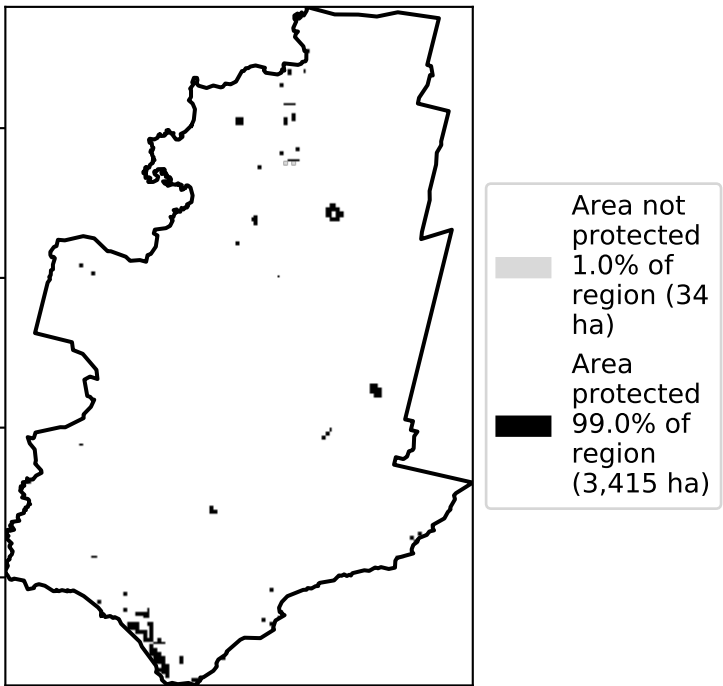 Area not
protected
1.0% of
region (34
ha)
Area
protected
99.0% of
region
(3,415 ha)